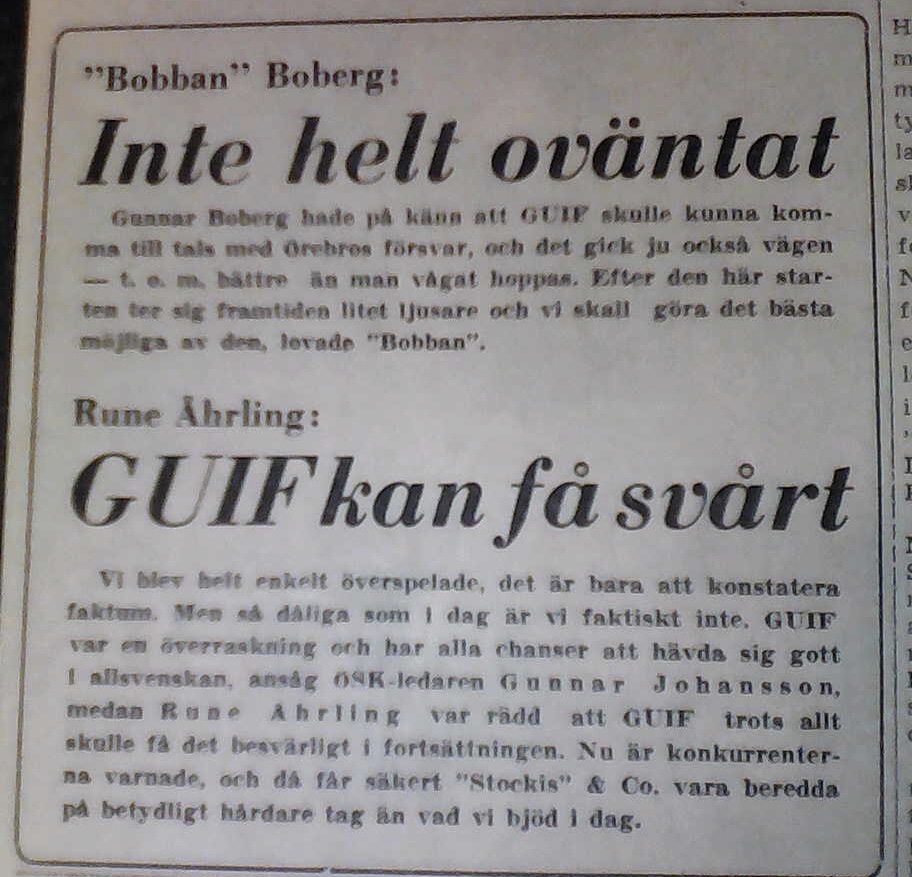 "Bobban" Boberg:
Inte helt oväntat
Gunnar Boberg hade på känn att GUIF skulle kunna kom-
ma till tals med Örebros försvar, och det gick ju också vägen
— t. o. m. bättre än man vågat hoppas. Efter den här star-
ten ter sig framtiden litet ljusare och vi skall göra det bästa
möjliga av den, lovade "Bobban".
Rune Åhrling:
GUIF kan få svårt
Vi blev helt enkelt överspelade, det är bara att konstatera
faktum. Men så dåliga som i dag är vi faktiskt inte. GUIF
var en överraskning och har alla chanser att hävda sig gott
i allsvenskan, ansåg ÖSK-ledaren Gunnar Johansson,
medan Rune Åhrling var rädd att GUIF trots allt
skulle få det besvärligt i fortsättningen. Nu är konkurrenter-
na varnade, och då får säkert "Stockis" & Co. vara beredda
på betydligt hårdare tag än vad vi bjöd i dag.